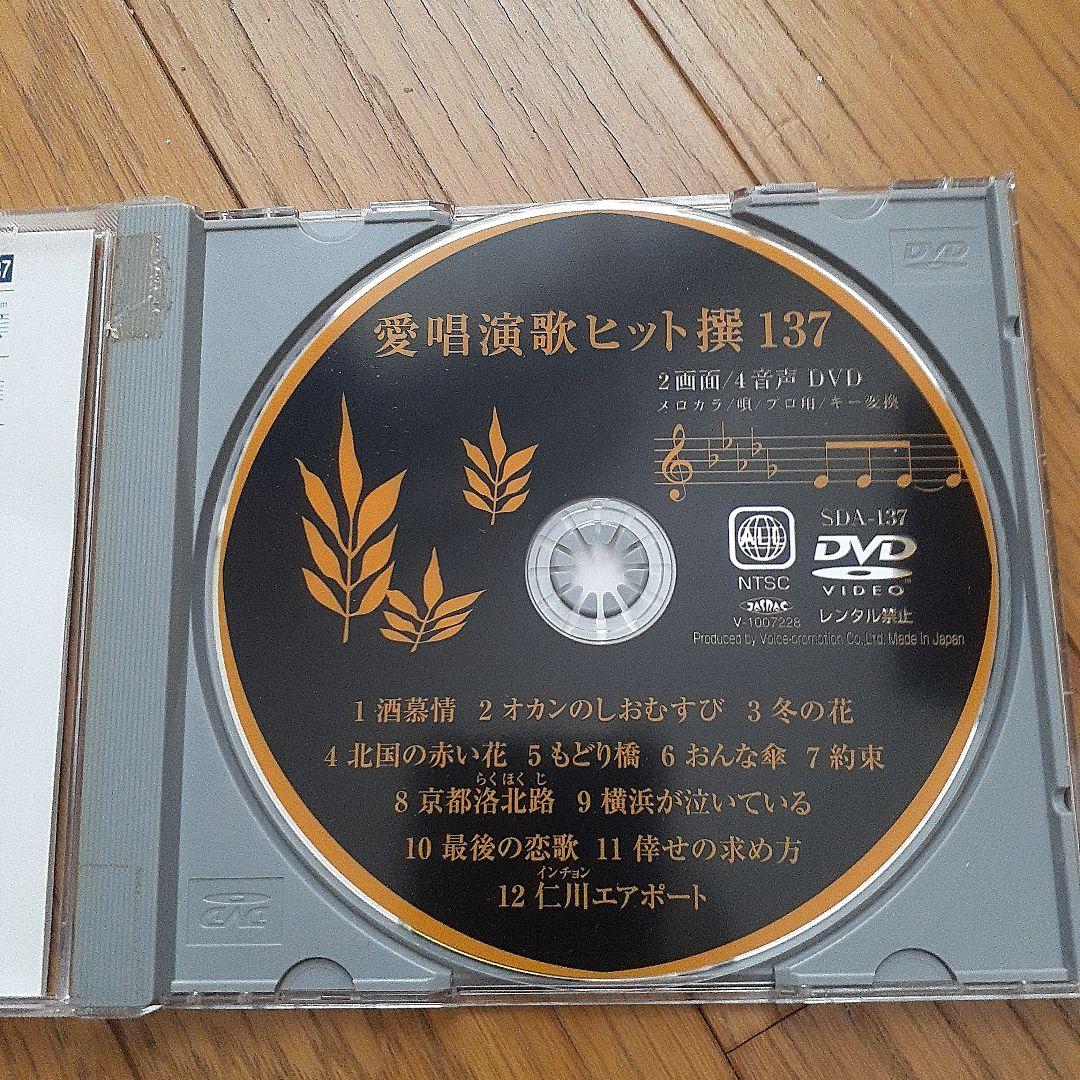 愛唱演歌ヒット撰 137
2画面/4音声 DVD
メロカラ/唄/プロ用/キー変換
SDA-137
ALL
NTSC
DVD
VIDEO
JASRAC
V-1007228
レンタル禁止
Produced by Voice-promotion Co.,Ltd. Made In Japan
1 酒慕情 2 オカンのしおむすび 3 冬の花
4 北国の赤い花 5 もどり橋 6 おんな傘 7 約束
らくほくじ
8 京都洛北路 9 横浜が泣いている
10 最後の恋歌 11 倖せの求め方
インチョン
12 仁川エアポート
DVD
DVD
37